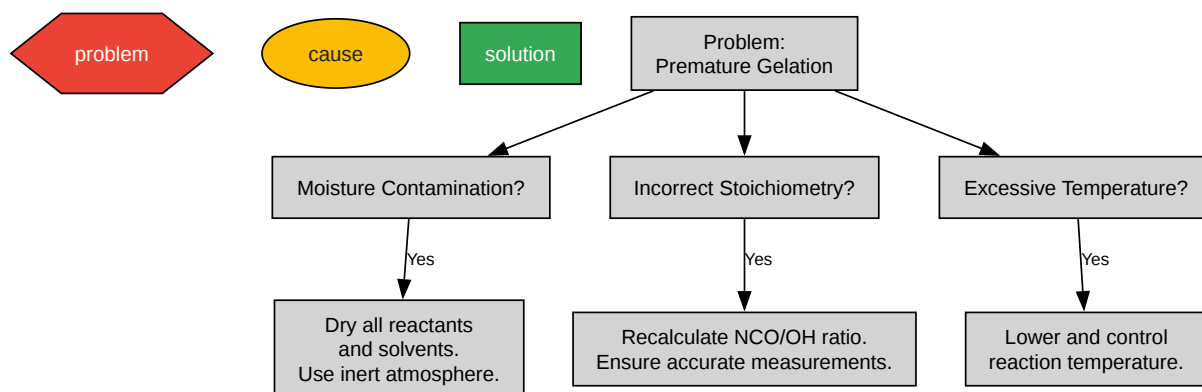 problem
cause
solution
Problem:
Premature Gelation
Moisture Contamination?
Incorrect Stoichiometry?
Excessive Temperature?
Yes
Yes
Yes
Dry all reactants
and solvents.
Use inert atmosphere.
Recalculate NCO/OH ratio.
Ensure accurate measurements.
Lower and control
reaction temperature.